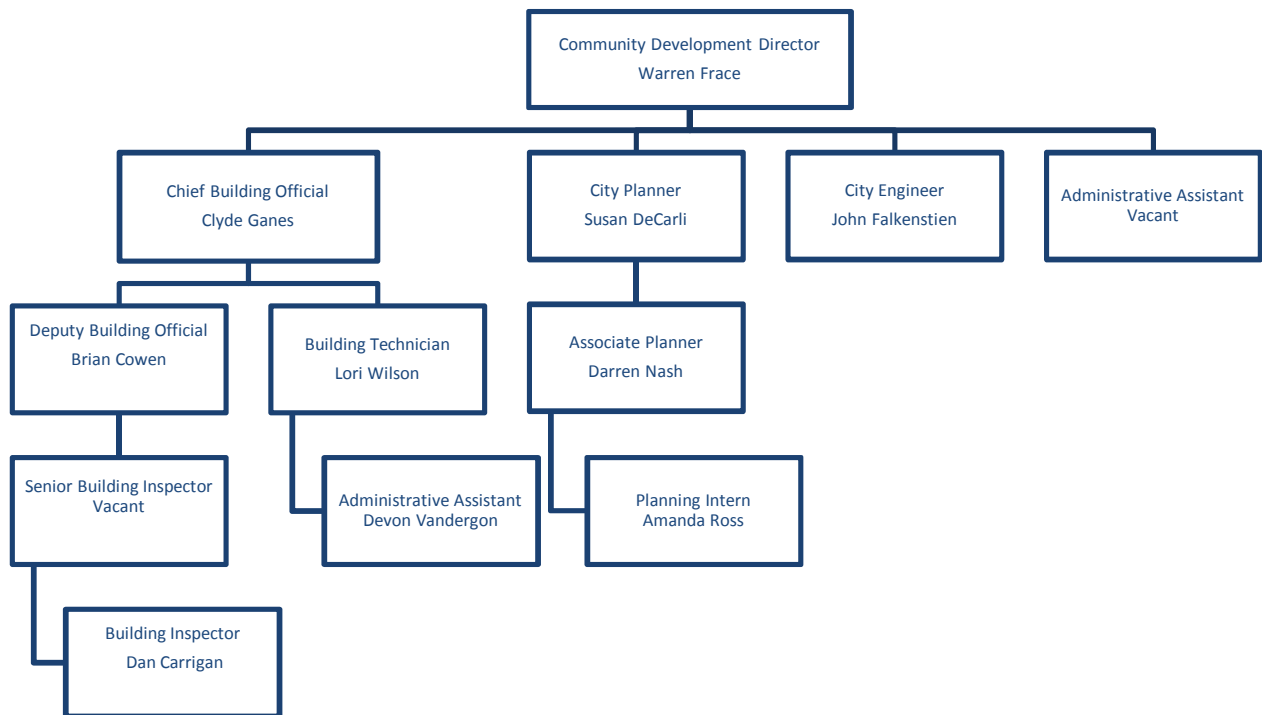 Community Development Director
Warren Frace
Chief Building Official
Clyde Ganes
City Planner
Susan DeCarli
City Engineer
John Falkenstien
Administrative Assistant
Vacant
Deputy Building Official
Brian Cowen
Building Technician
Lori Wilson
Associate Planner
Darren Nash
Senior Building Inspector
Vacant
Administrative Assistant
Devon Vandergon
Planning Intern
Amanda Ross
Building Inspector
Dan Carrigan